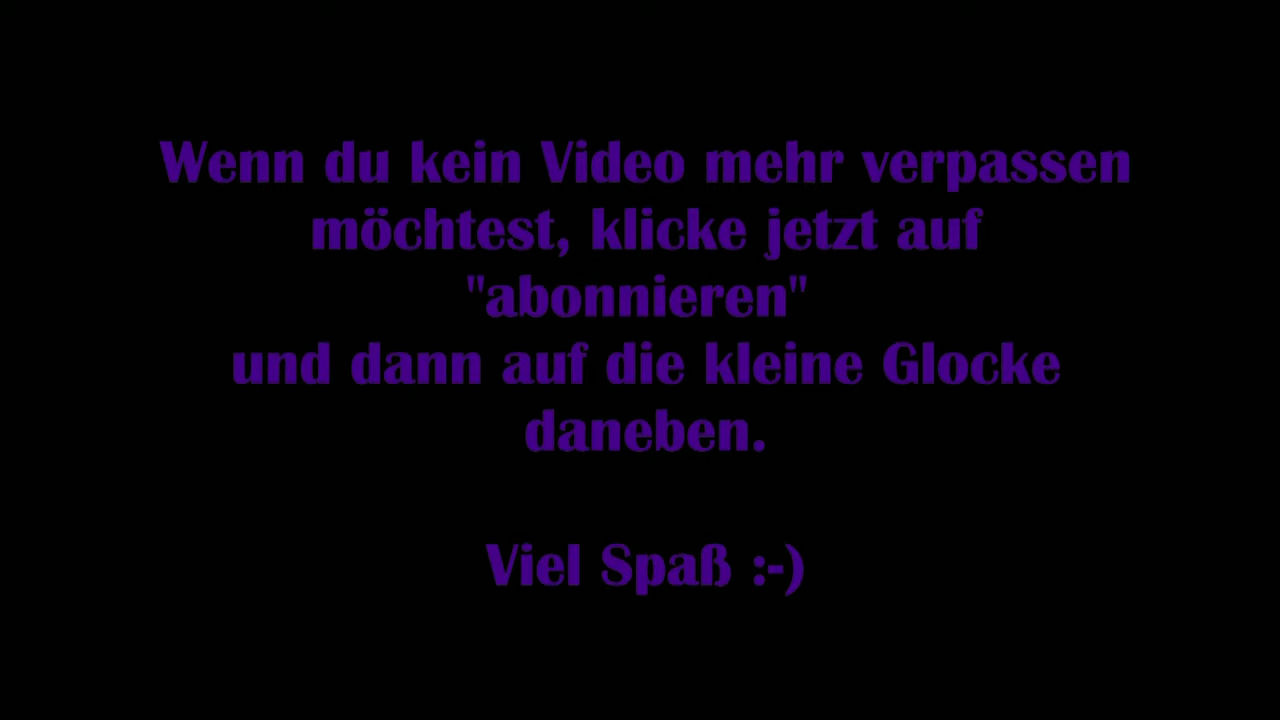 Wenn du kein Video mehr verpassen
möchtest, klicke jetzt auf
"abonnieren"
und dann auf die kleine Glocke
daneben.
Viel Spaß :-)